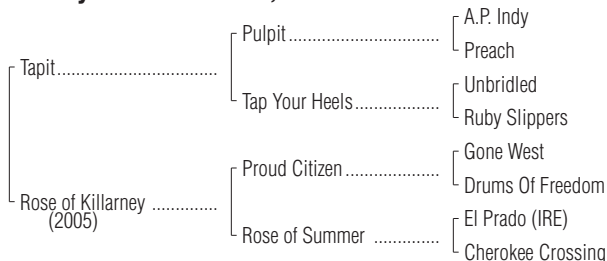 A.P. Indy
Pulpit
Preach
Tapit
Unbridled
Tap Your Heels
Ruby Slippers
Gone West
Proud Citizen
Drums Of Freedom
Rose of Killarney
(2005)
El Prado (IRE)
Rose of Summer
Cherokee Crossing